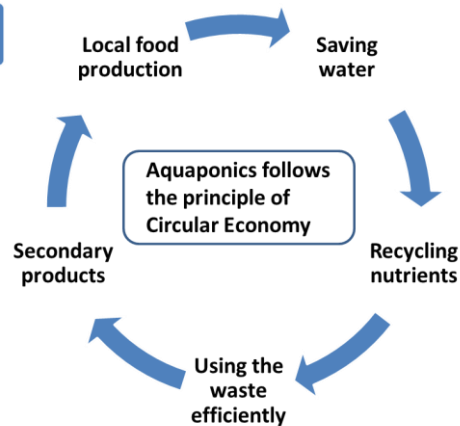 Local food
production
Saving
water
Aquaponics follows
the principle of
Circular Economy
Recycling
nutrients
Using the
waste
efficiently
Secondary
products